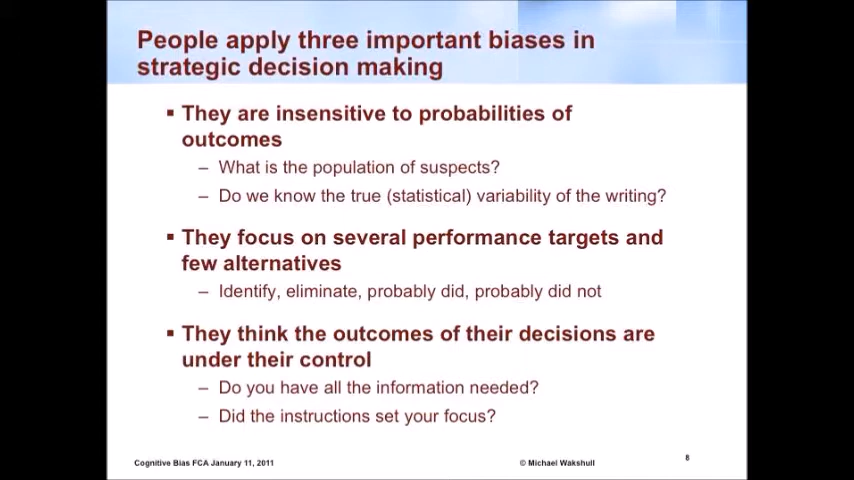 People apply three important biases in
strategic decision making
▪ They are insensitive to probabilities of
outcomes
– What is the population of suspects?
– Do we know the true (statistical) variability of the writing?
▪ They focus on several performance targets and
few alternatives
– Identify, eliminate, probably did, probably did not
▪ They think the outcomes of their decisions are
under their control
– Do you have all the information needed?
– Did the instructions set your focus?
Cognitive Bias FCA January 11, 2011 © Michael Wakshull 8